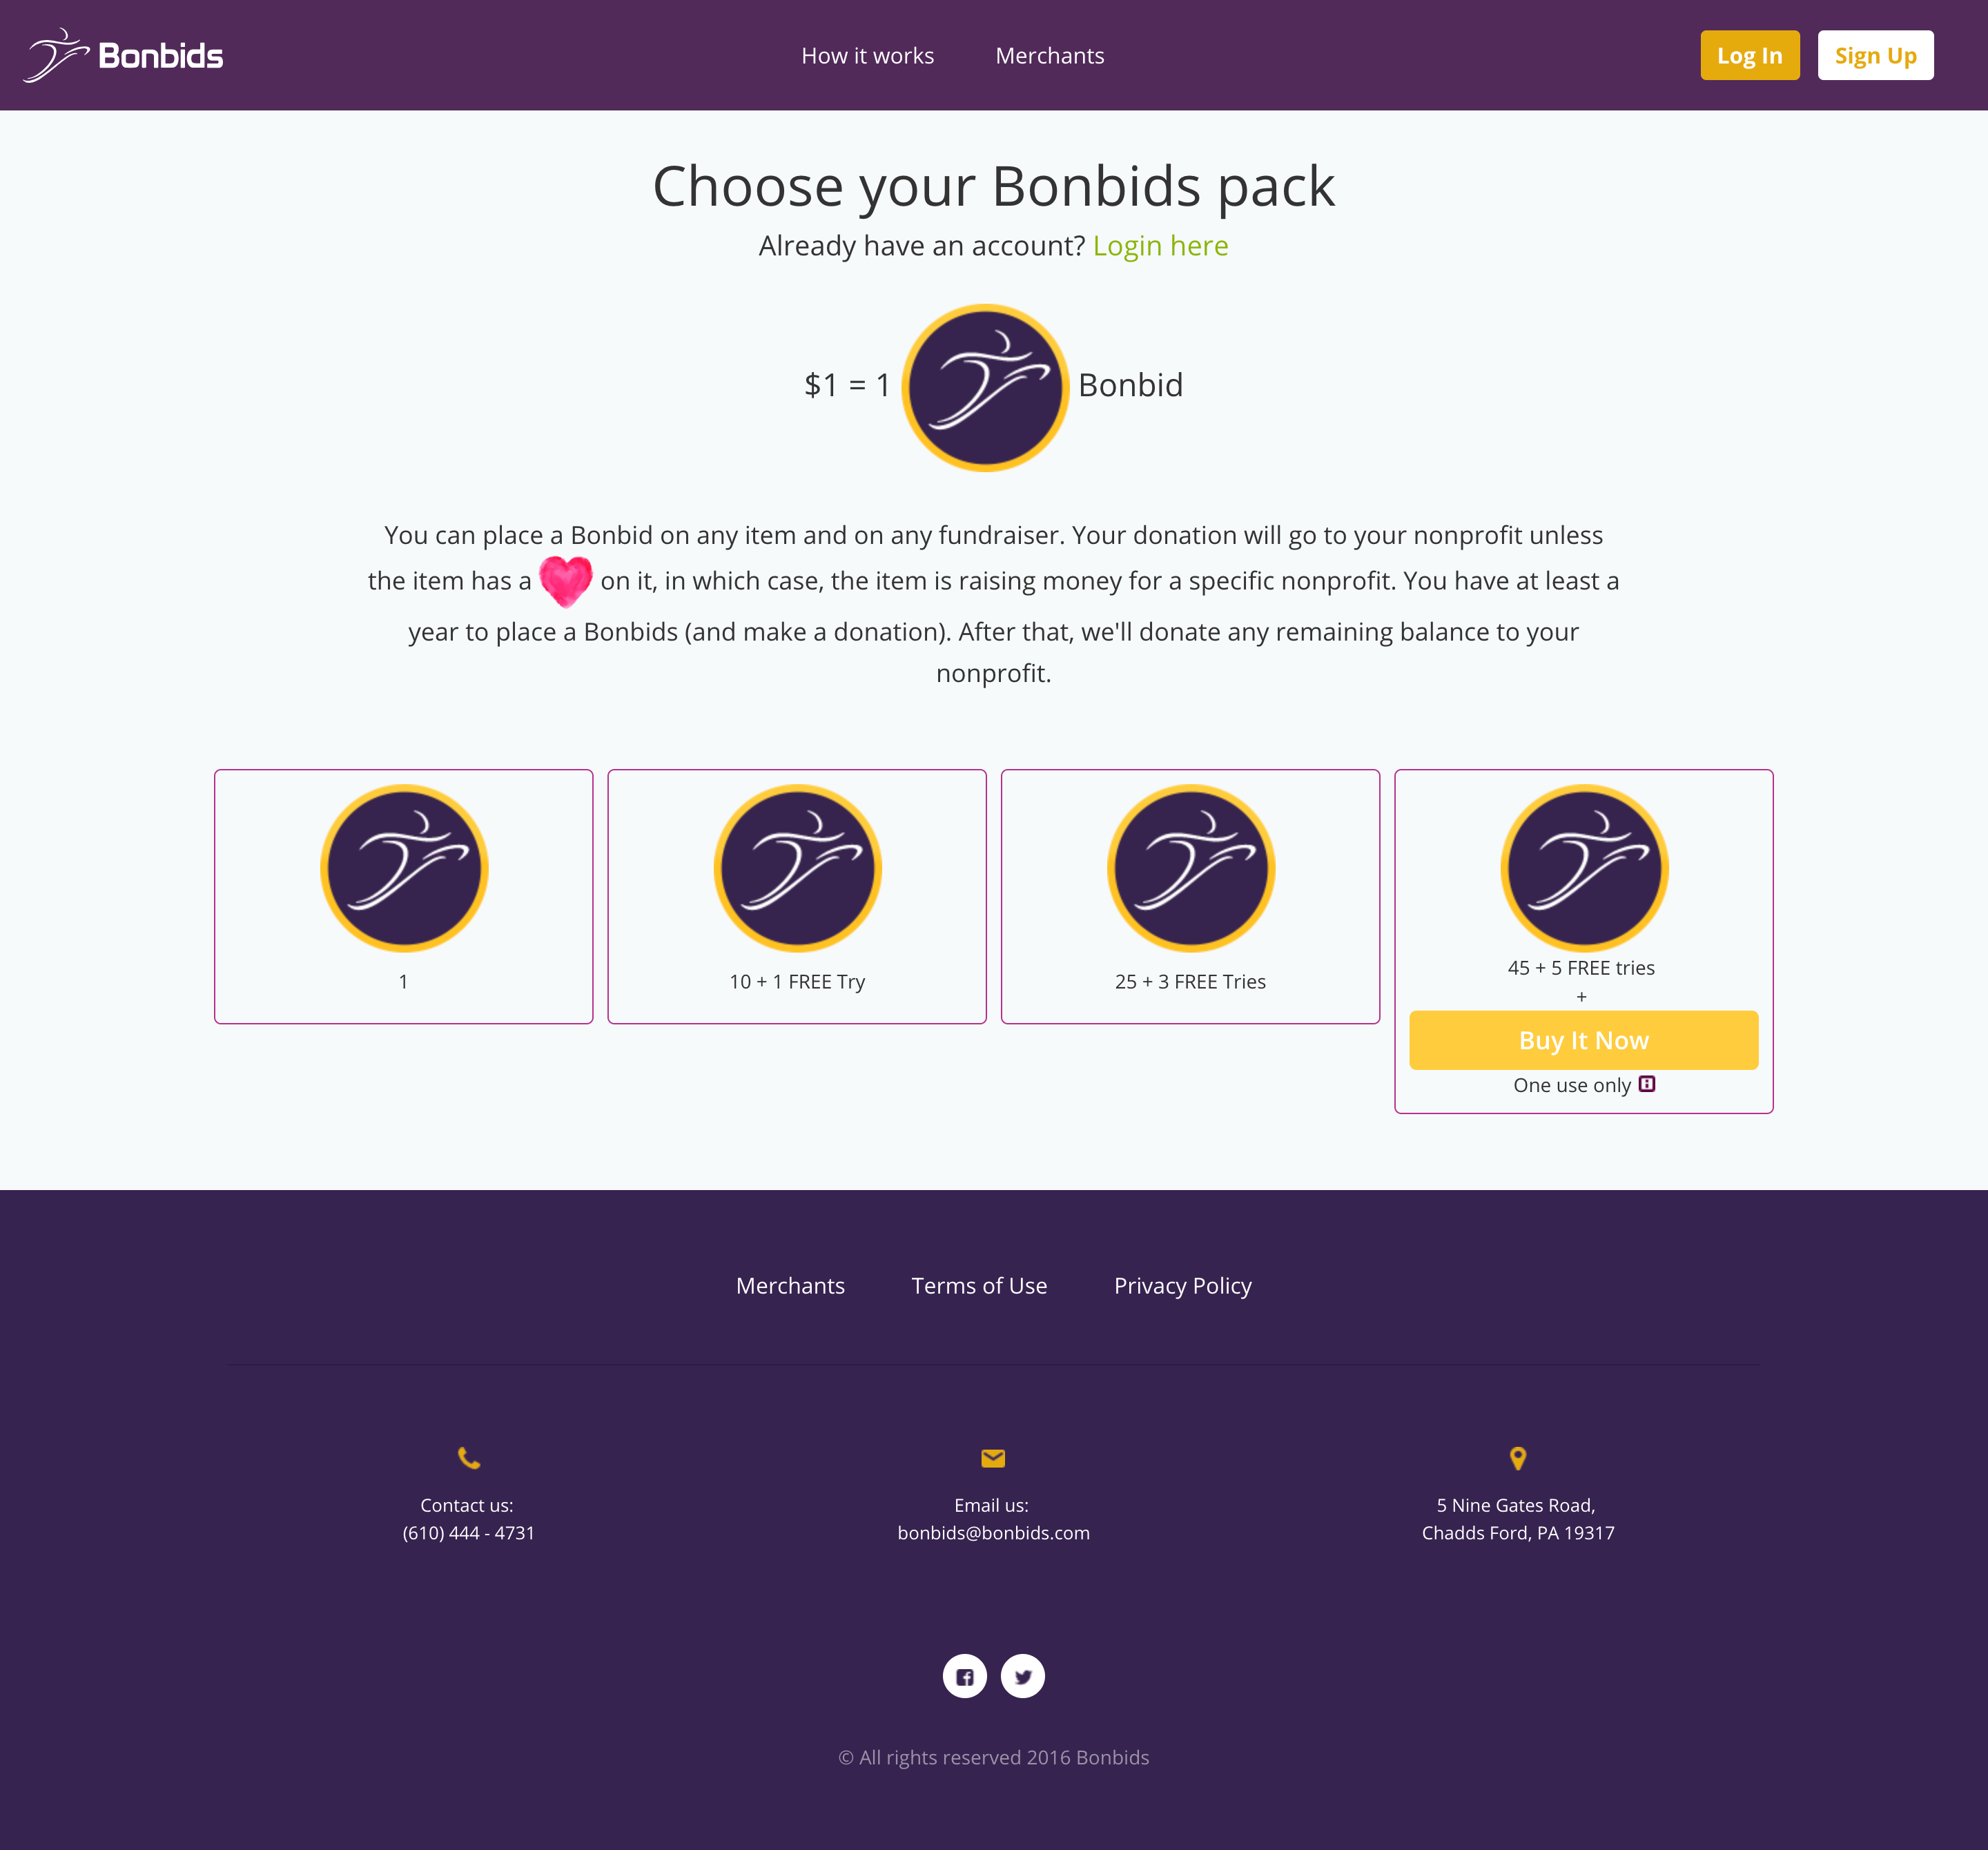 Bonbids
How it works
Merchants
Log In
Sign Up
Choose your Bonbids pack
Already have an account? Login here
$1 = 1 Bonbid
You can place a Bonbid on any item and on any fundraiser. Your donation will go to your nonprofit unless
the item has a on it, in which case, the item is raising money for a specific nonprofit. You have at least a
year to place a Bonbids (and make a donation). After that, we'll donate any remaining balance to your
nonprofit.
1
10 + 1 FREE Try
25 + 3 FREE Tries
45 + 5 FREE tries
+
Buy It Now
One use only
Merchants
Terms of Use
Privacy Policy
Contact us:
(610) 444 - 4731
Email us:
bonbids@bonbids.com
5 Nine Gates Road,
Chadds Ford, PA 19317
© All rights reserved 2016 Bonbids